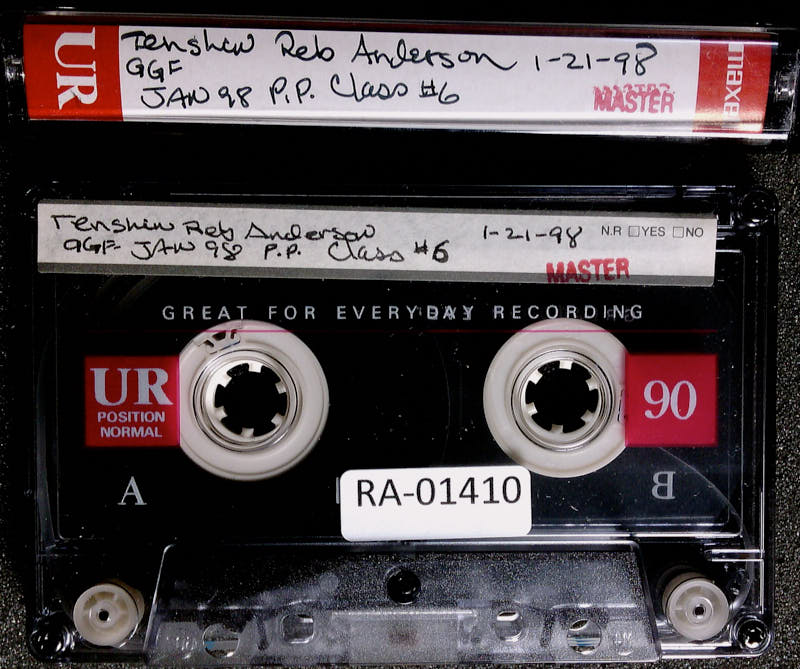 UR
Tenshin Reb Anderson 1-21-98
GGF
JAN 98 P.P. Class #6
MASTER
maxell
Tenshin Reb Anderson 1-21-98 N.R ☐YES ☐NO
GGF JAN 98 P.P. Class #6
MASTER
GREAT FOR EVERYDAY RECORDING
UR
POSITION
NORMAL
90
A
B
RA-01410